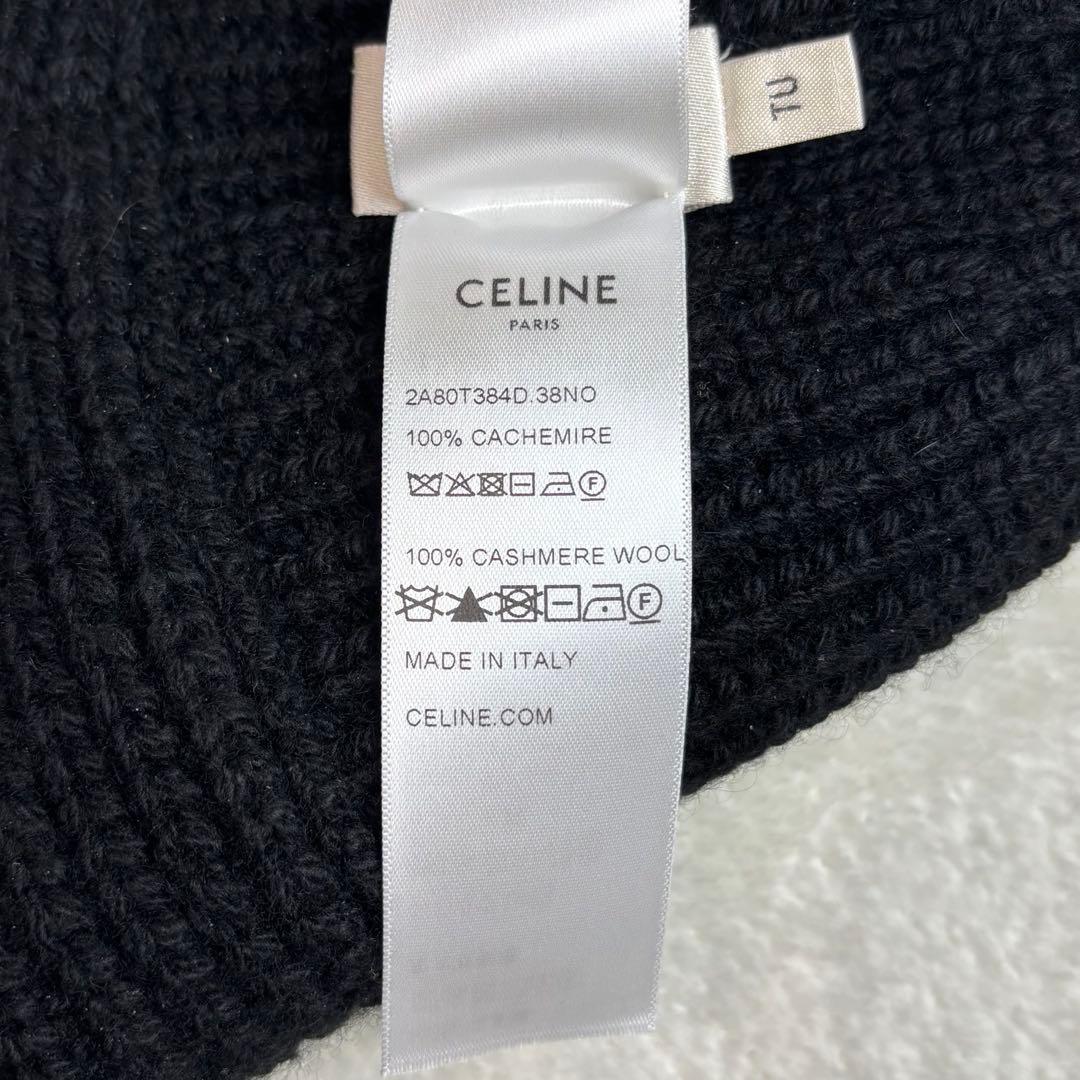 TU
CELINE
PARIS
2A80T384D.38NO
100% CACHEMIRE
F
100% CASHMERE WOOL
F
MADE IN ITALY
CELINE.COM